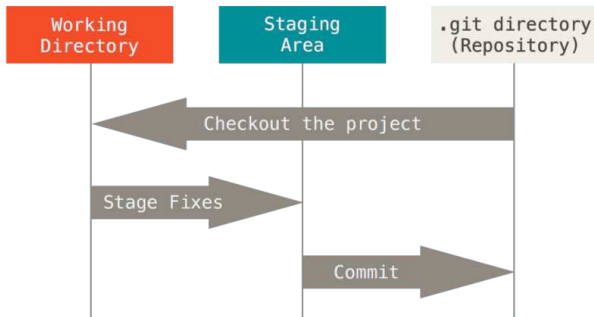 Working
Directory
Staging
Area
.git directory
(Repository)
Checkout the project
Stage Fixes
Commit